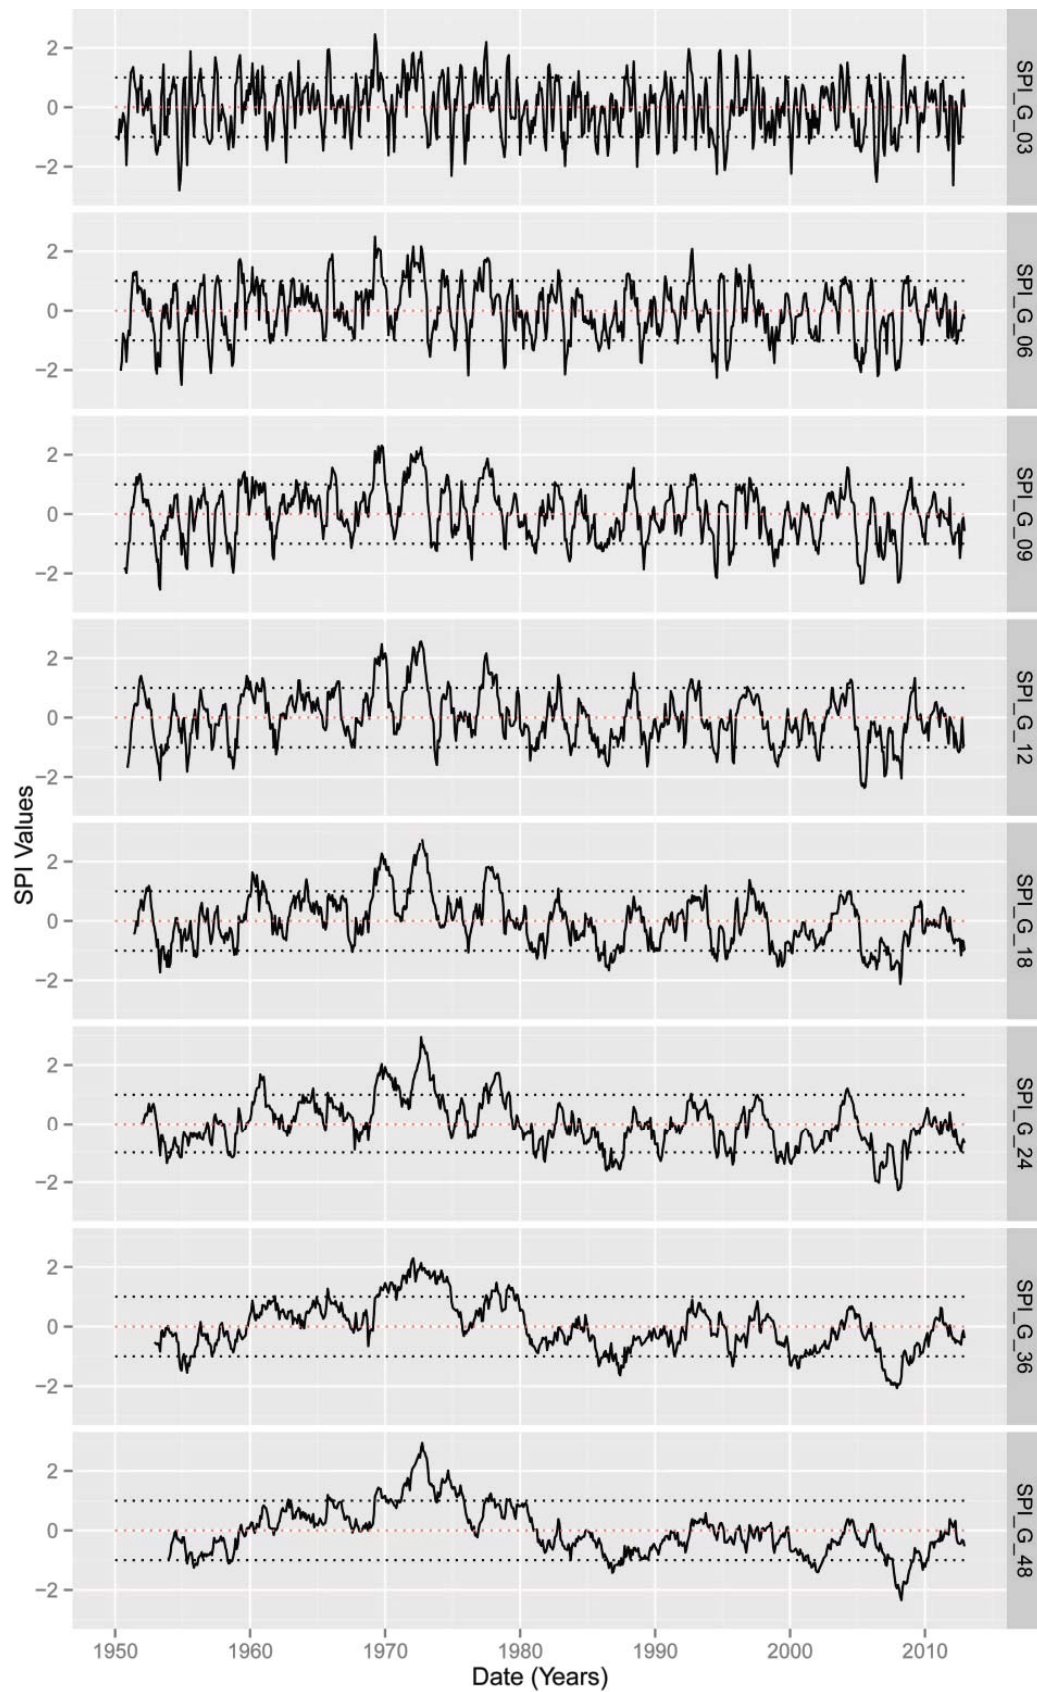 2
0
−2
SPI_G_03
2
0
−2
SPI_G_06
2
0
−2
SPI_G_09
2
0
−2
SPI_G_12
2
0
−2
SPI_G_18
2
0
−2
SPI_G_24
2
0
−2
SPI_G_36
2
0
−2
SPI_G_48
SPI Values
1950 1960 1970 1980 1990 2000 2010
Date (Years)